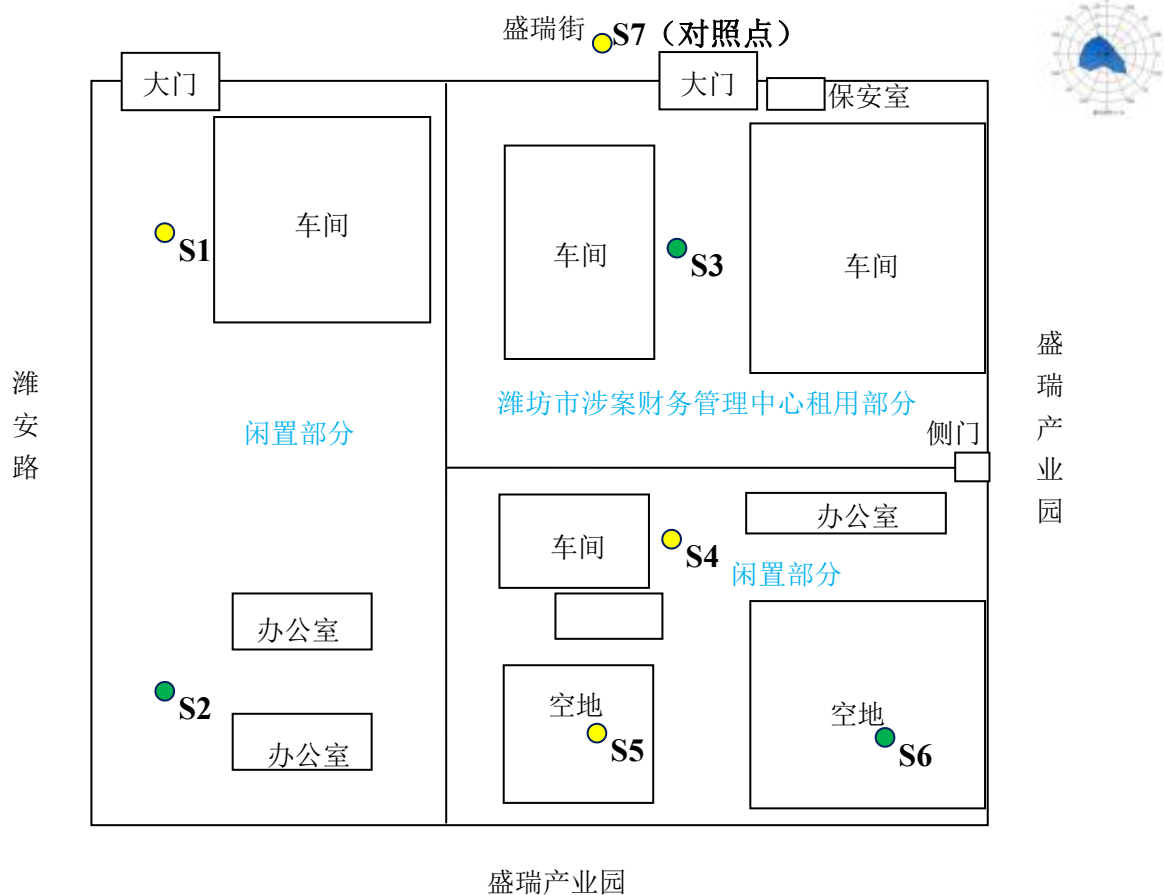 盛瑞街
S7（对照点）
大门
大门
保安室
车间
S1
车间
S3
车间
潍安路
盛瑞产业园
潍坊市涉案财务管理中心租用部分
闲置部分
侧门
办公室
车间
S4
闲置部分
办公室
S2
办公室
空地
S5
空地
S6
盛瑞产业园